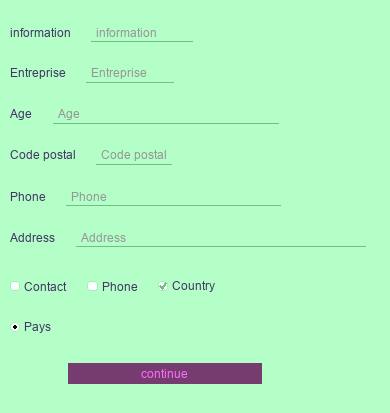 information information
Entreprise Entreprise
Age Age
Code postal Code postal
Phone Phone
Address Address
Contact Phone Country
Pays
continue